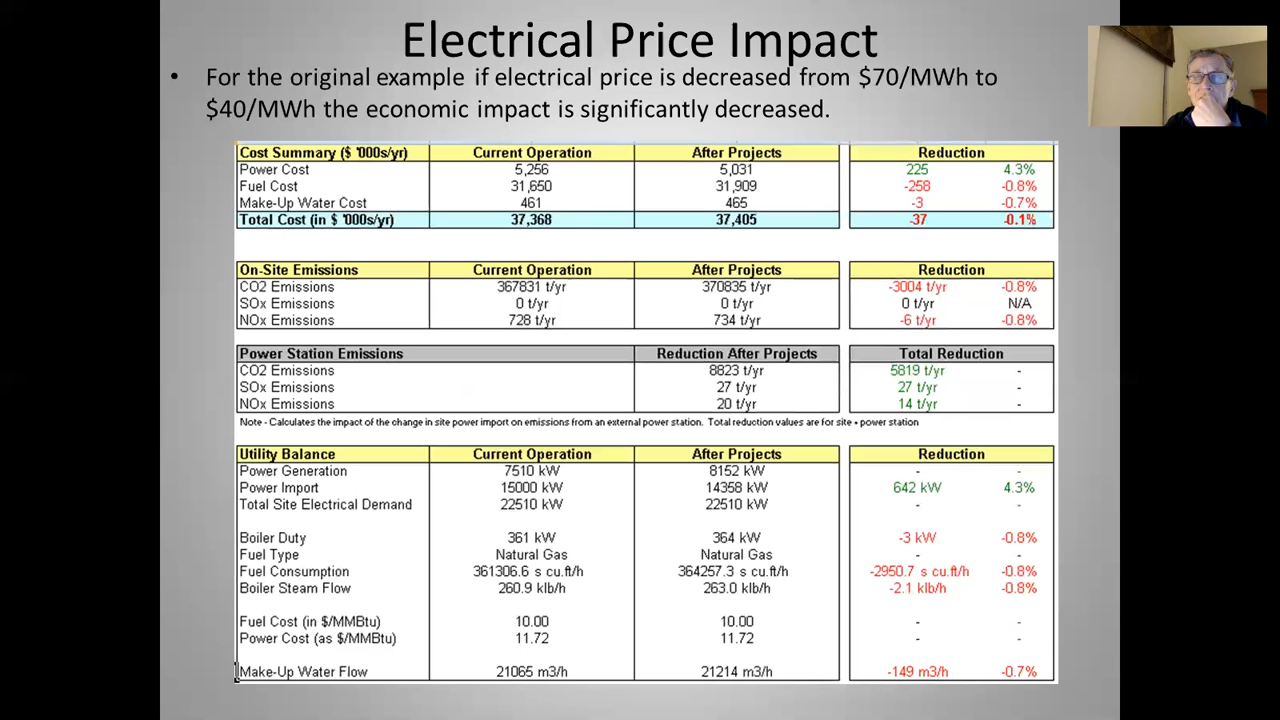 Electrical Price Impact
• For the original example if electrical price is decreased from $70/MWh to
$40/MWh the economic impact is significantly decreased.
Cost Summary ($ '000s/yr) Current Operation After Projects Reduction
Power Cost 5,256 5,031 225 4.3%
Fuel Cost 31,650 31,909 -258 -0.8%
Make-Up Water Cost 461 465 -3 -0.7%
Total Cost (in $ '000s/yr) 37,368 37,405 -37 -0.1%
On-Site Emissions Current Operation After Projects Reduction
CO2 Emissions 367831 t/yr 370835 t/yr -3004 t/yr -0.8%
SOx Emissions 0 t/yr 0 t/yr 0 t/yr N/A
NOx Emissions 728 t/yr 734 t/yr -6 t/yr -0.8%
Power Station Emissions Reduction After Projects Total Reduction
CO2 Emissions 8823 t/yr 5819 t/yr -
SOx Emissions 27 t/yr 27 t/yr -
NOx Emissions 20 t/yr 14 t/yr -
Note - Calculates the impact of the change in site power import on emissions from an external power station. Total reduction values are for site + power station
Utility Balance Current Operation After Projects Reduction
Power Generation 7510 kW 8152 kW - -
Power Import 15000 kW 14358 kW 642 kW 4.3%
Total Site Electrical Demand 22510 kW 22510 kW - -
Boiler Duty 361 kW 364 kW -3 kW -0.8%
Fuel Type Natural Gas Natural Gas - -
Fuel Consumption 361306.6 s cu.ft/h 364257.3 s cu.ft/h -2950.7 s cu.ft/h -0.8%
Boiler Steam Flow 260.9 klb/h 263.0 klb/h -2.1 klb/h -0.8%
Fuel Cost (in $/MMBtu) 10.00 10.00 - -
Power Cost (as $/MMBtu) 11.72 11.72 - -
Make-Up Water Flow 21065 m3/h 21214 m3/h -149 m3/h -0.7%